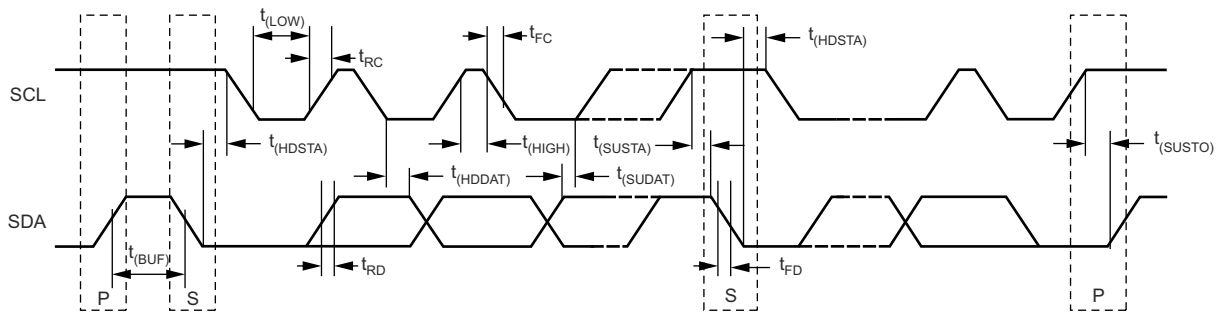 t(LOW)
tRC
tFC
t(HDSTA)
SCL
t(HDSTA)
t(HIGH)
t(SUSTA)
t(SUSTO)
t(HDDAT)
t(SUDAT)
SDA
t(BUF)
tRD
tFD
P
S
S
P